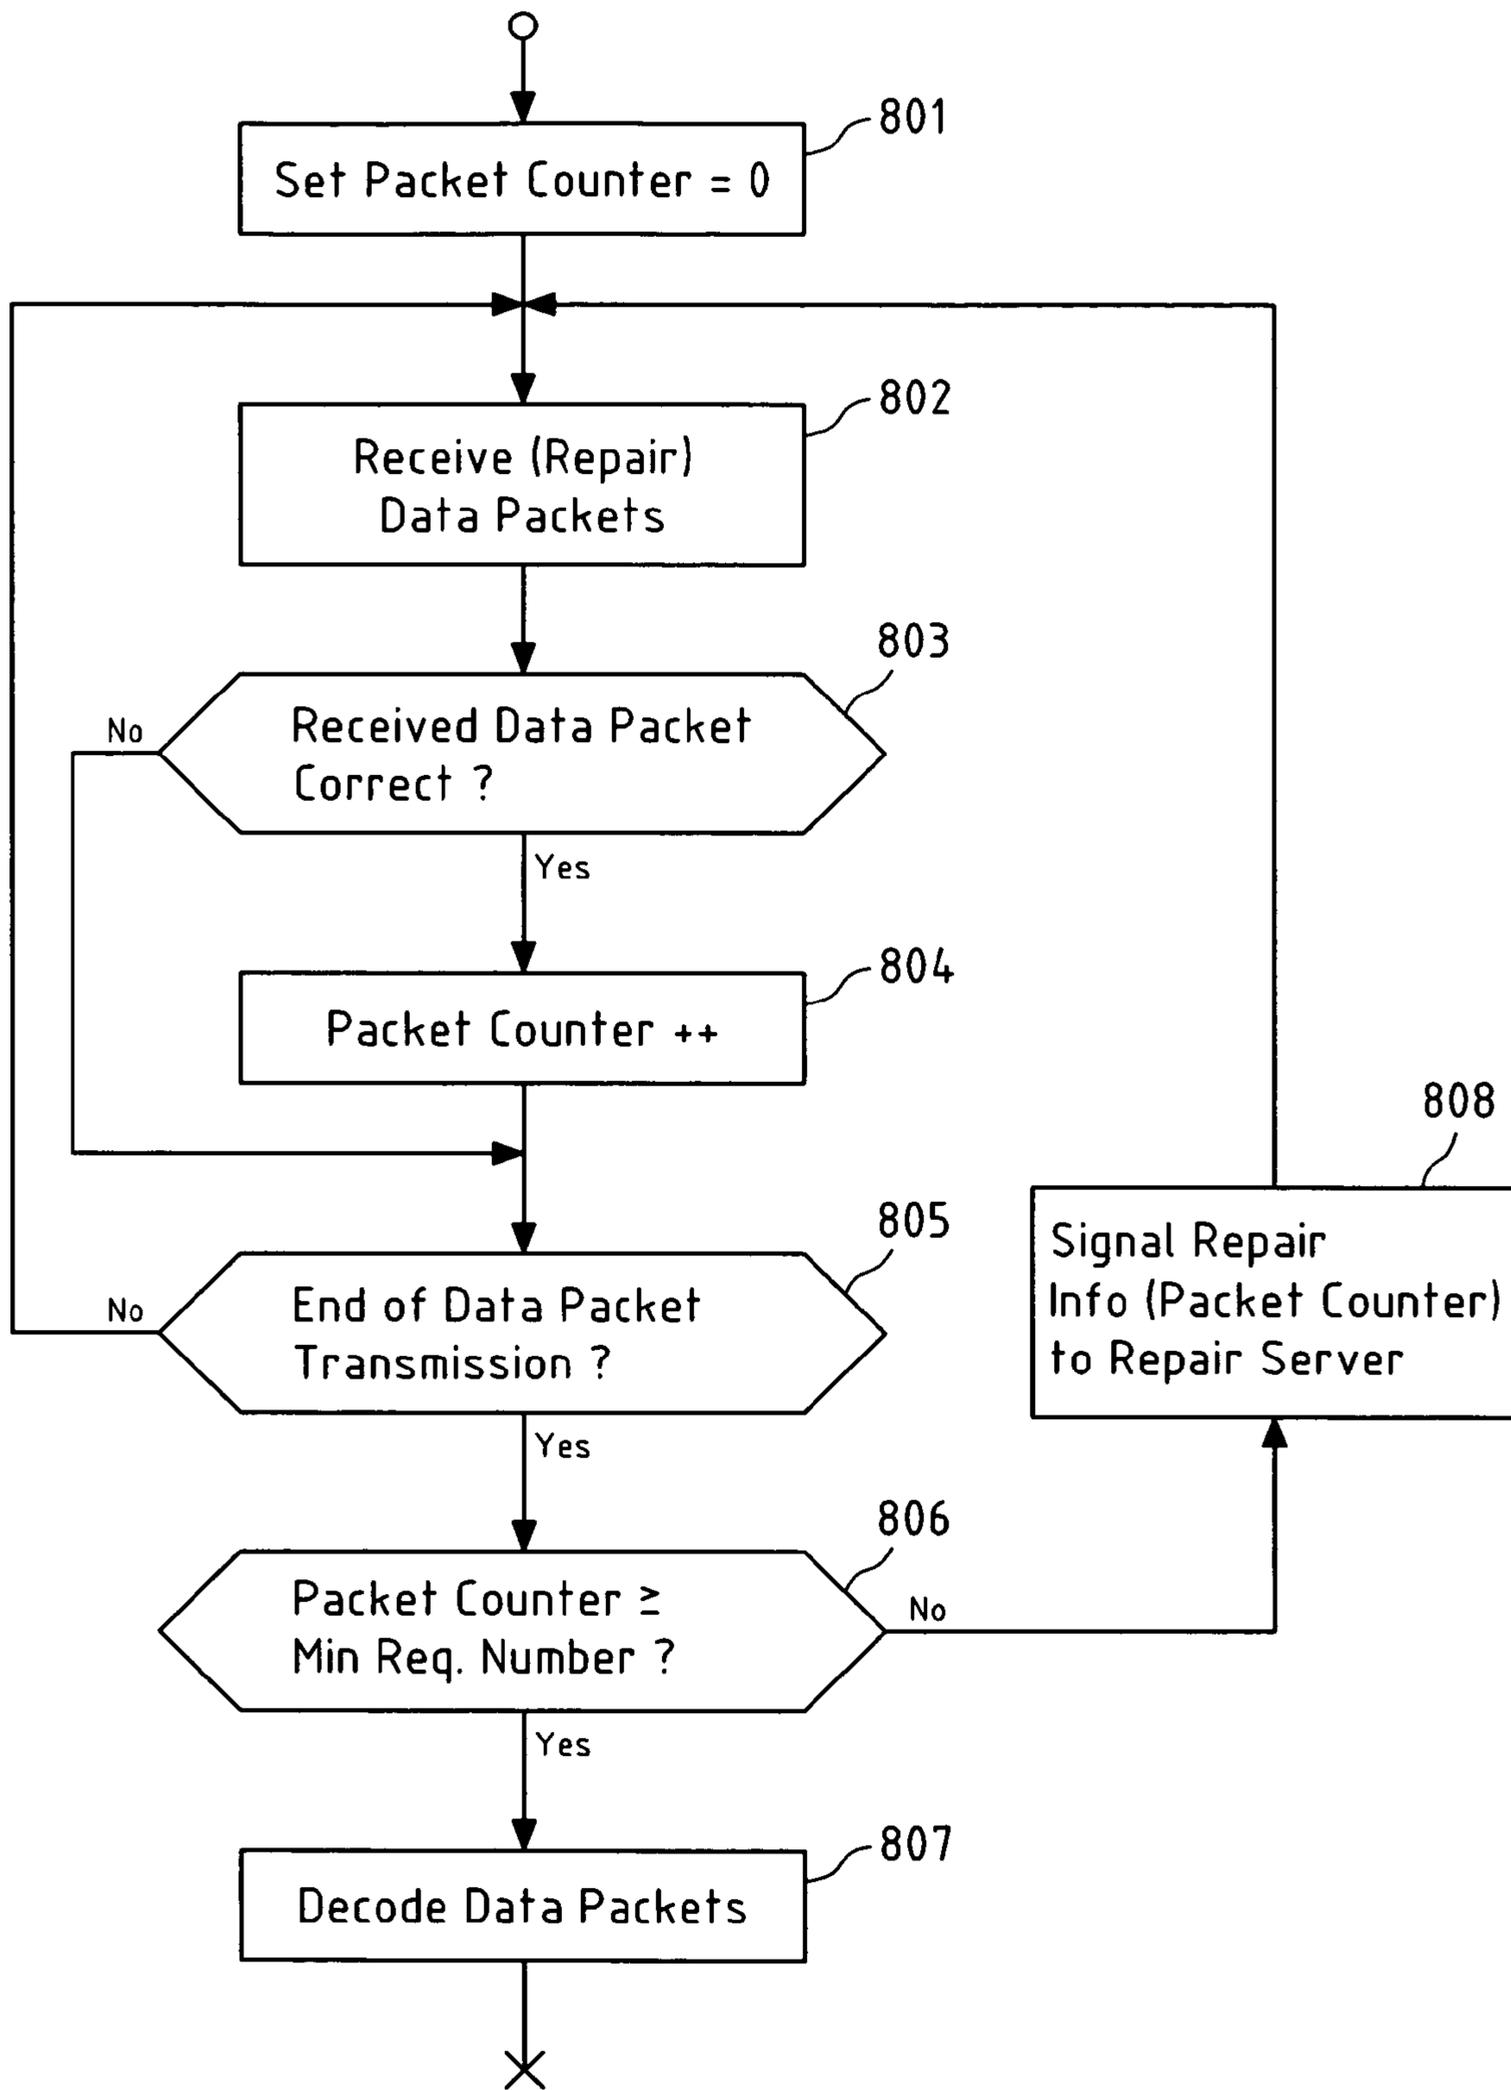 801
Set Packet Counter = 0
802
Receive (Repair)
Data Packets
803
No
Received Data Packet
Correct ?
Yes
804
Packet Counter ++
808
Signal Repair
Info (Packet Counter)
to Repair Server
805
No
End of Data Packet
Transmission ?
Yes
806
Packet Counter ≥
Min Req. Number ?
No
Yes
807
Decode Data Packets